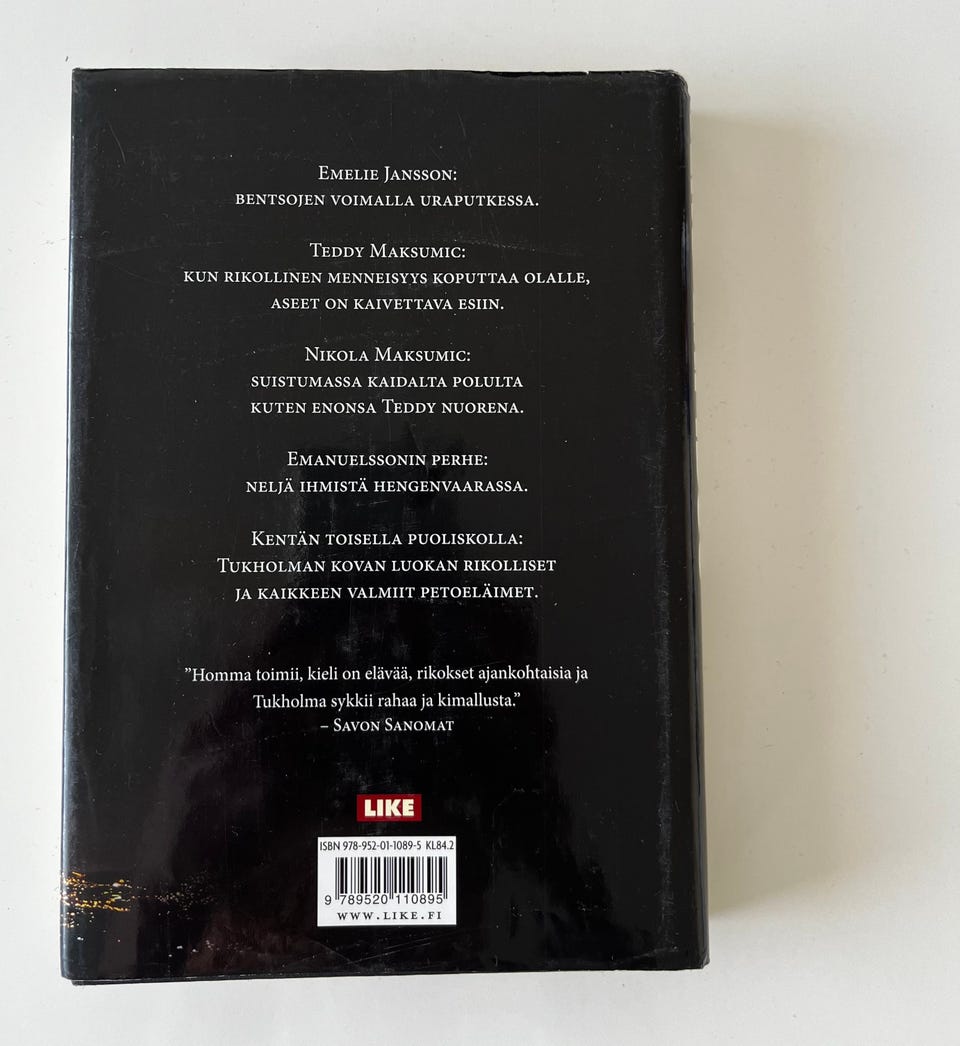 Emelie Jansson:
bentsojen voimalla uraputkessa.
Teddy Maksumic:
kun rikollinen menneisyys koputtaa olalle,
aseet on kaivettava esiin.
Nikola Maksumic:
suistumassa kaidalta polulta
kuten enonsa Teddy nuorena.
Emanuelssonin perhe:
neljä ihmistä hengenvaarassa.
Kentän toisella puoliskolla:
Tukholman kovan luokan rikolliset
ja kaikkeen valmiit petoeläimet.
”Homma toimii, kieli on elävää, rikokset ajankohtaisia ja
Tukholma sykkii rahaa ja kimallusta.”
– Savon Sanomat
LIKE
ISBN 978-952-01-1089-5 KL84.2
9 789520 110895
WWW.LIKE.FI